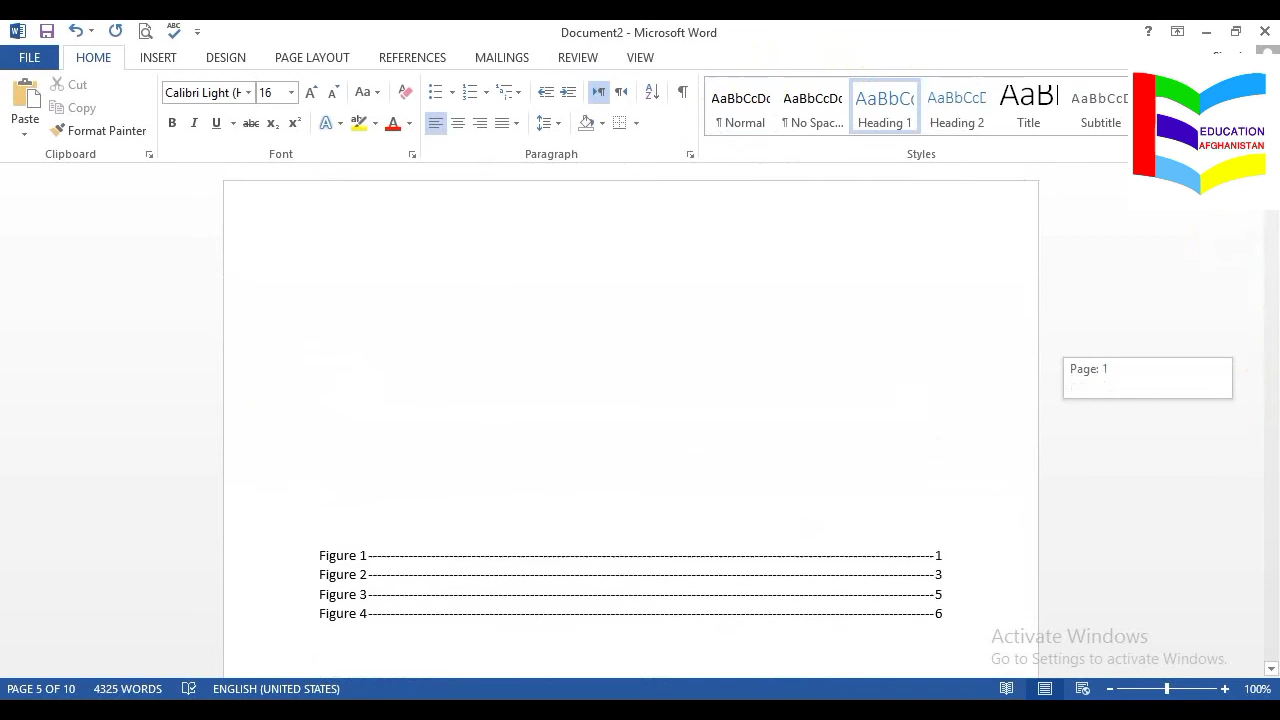 Document2 - Microsoft Word
FILE HOME INSERT DESIGN PAGE LAYOUT REFERENCES MAILINGS REVIEW VIEW
Paste
Cut
Copy
Format Painter
Clipboard
Calibri Light (H 16
Font
Paragraph
AaBbCcDc AaBbCcDc AaBbC AaBbCcD AaB AaBbCcD
¶ Normal ¶ No Spac... Heading 1 Heading 2 Title Subtitle
Styles
EDUCATION
AFGHANISTAN
Page: 1
Figure 1-----------------------------------------------------------------------------------------------1
Figure 2-----------------------------------------------------------------------------------------------3
Figure 3-----------------------------------------------------------------------------------------------5
Figure 4-----------------------------------------------------------------------------------------------6
Activate Windows
Go to Settings to activate Windows.
PAGE 5 OF 10 4325 WORDS ENGLISH (UNITED STATES) 100%